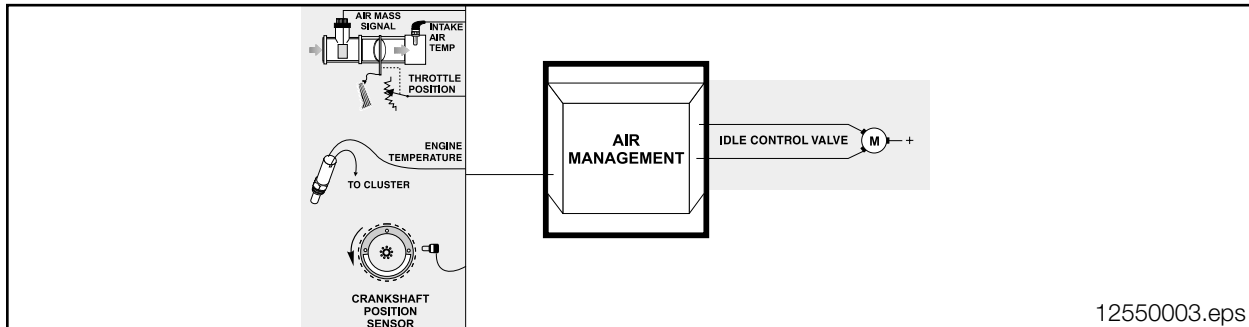 AIR MASS
SIGNAL
INTAKE
AIR
TEMP
THROTTLE
POSITION
ENGINE
TEMPERATURE
TO CLUSTER
CRANKSHAFT
POSITION
SENSOR
AIR
MANAGEMENT
IDLE CONTROL VALVE
M
+
12550003.eps